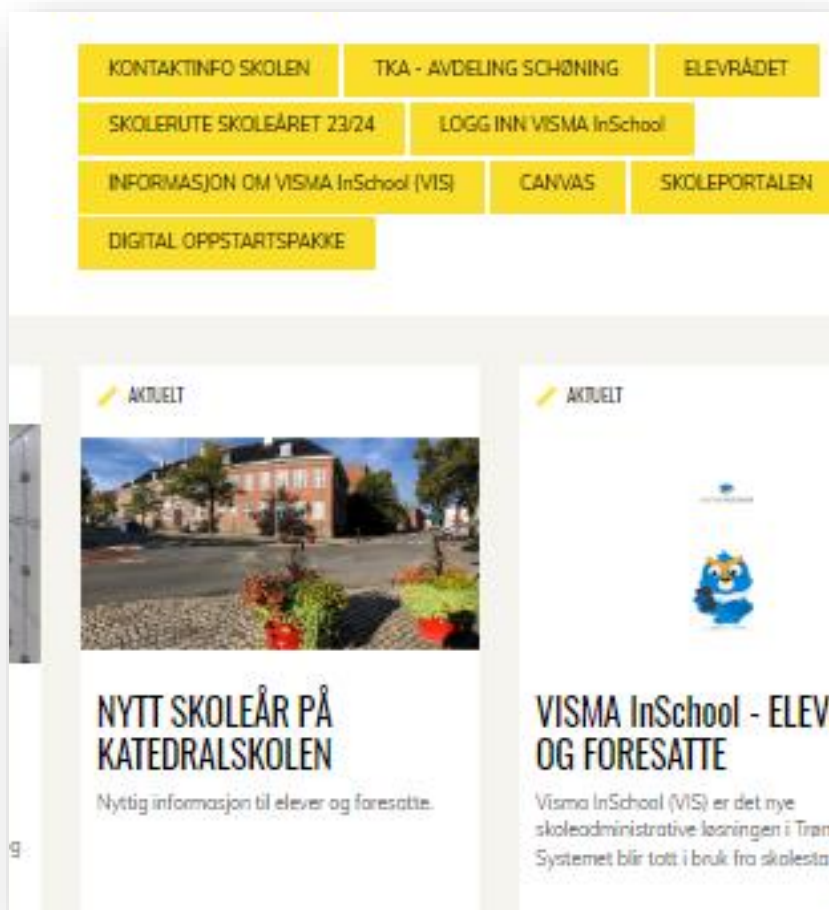 KONTAKTINFO SKOLEN
TKA - AVDELING SCHØNING
ELEVRÅDET
SKOLERUTE SKOLEÅRET 23/24
LOGG INN VISMA InSchool
INFORMASJON OM VISMA InSchool (VIS)
CANVAS
SKOLEPORTALEN
DIGITAL OPPSTARTSPAKKE
g
AKTUELT
NYTT SKOLEÅR PÅ
KATEDRALSKOLEN
Nyttig informasjon til elever og foresatte.
AKTUELT
VISMA InSchool - ELEV
OG FORESATTE
Visma InSchool (VIS) er det nye
skoleadministrative løsningen i Trøn
Systemet blir tatt i bruk fra skolesta